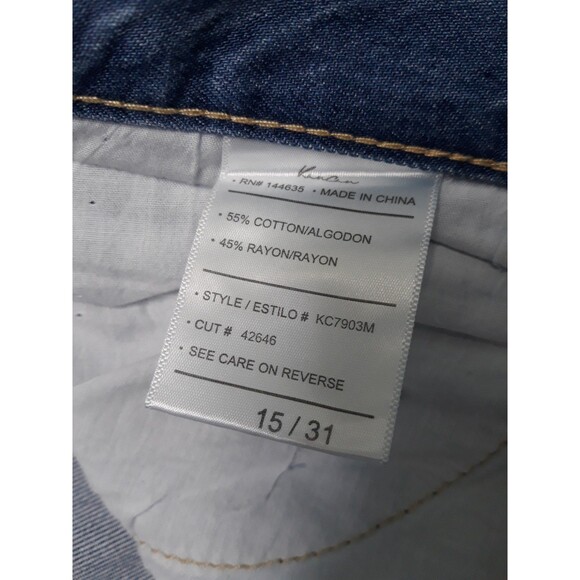 KanCan
• RN# 144635 • MADE IN CHINA
• 55% COTTON/ALGODON
• 45% RAYON/RAYON
• STYLE / ESTILO # KC7903M
• CUT # 42646
• SEE CARE ON REVERSE
15 / 31